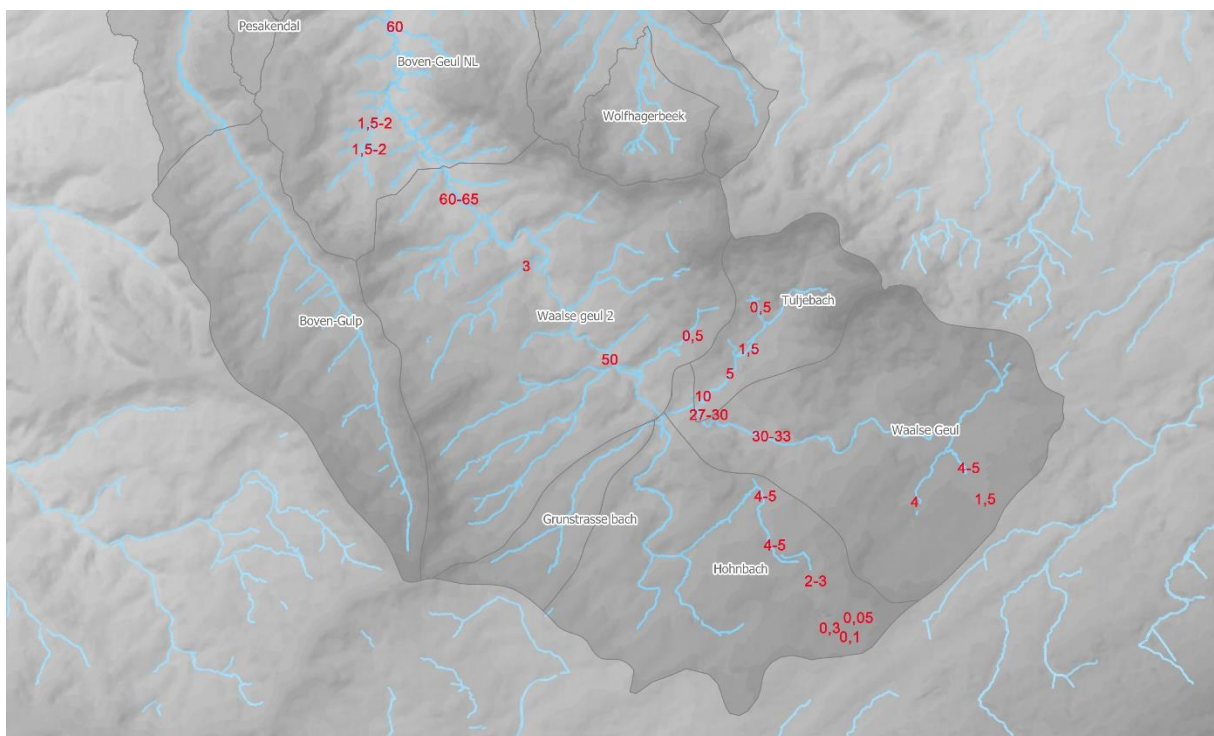 Pesakendal
60
Boven-Geul NL
Wolfhagerbeek
1,5-2
1,5-2
60-65
3
Tuljebach
0,5
Waalse geul 2
Boven-Gulp
0,5
1,5
50
5
10
27-30
Waalse Geul
30-33
4-5
1,5
4
4-5
Grunstrasse bach
4-5
Hohnbach
2-3
0,05
0,3
0,1